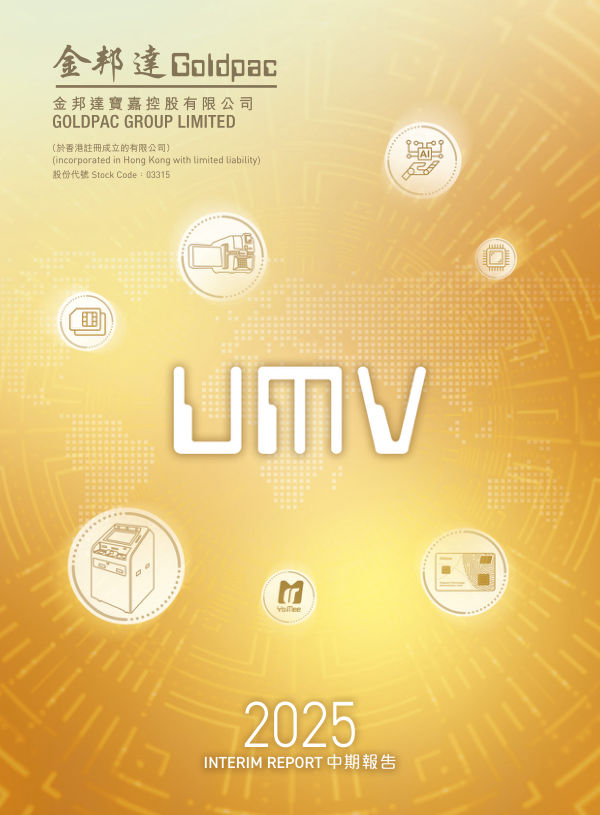 金邦達 Goldpac
金邦達寶嘉控股有限公司
GOLDPAC GROUP LIMITED
(於香港註冊成立的有限公司)
(incorporated in Hong Kong with limited liability)
股份代號 Stock Code：03315
AI
UMV
YoMee
2025
INTERIM REPORT 中期報告